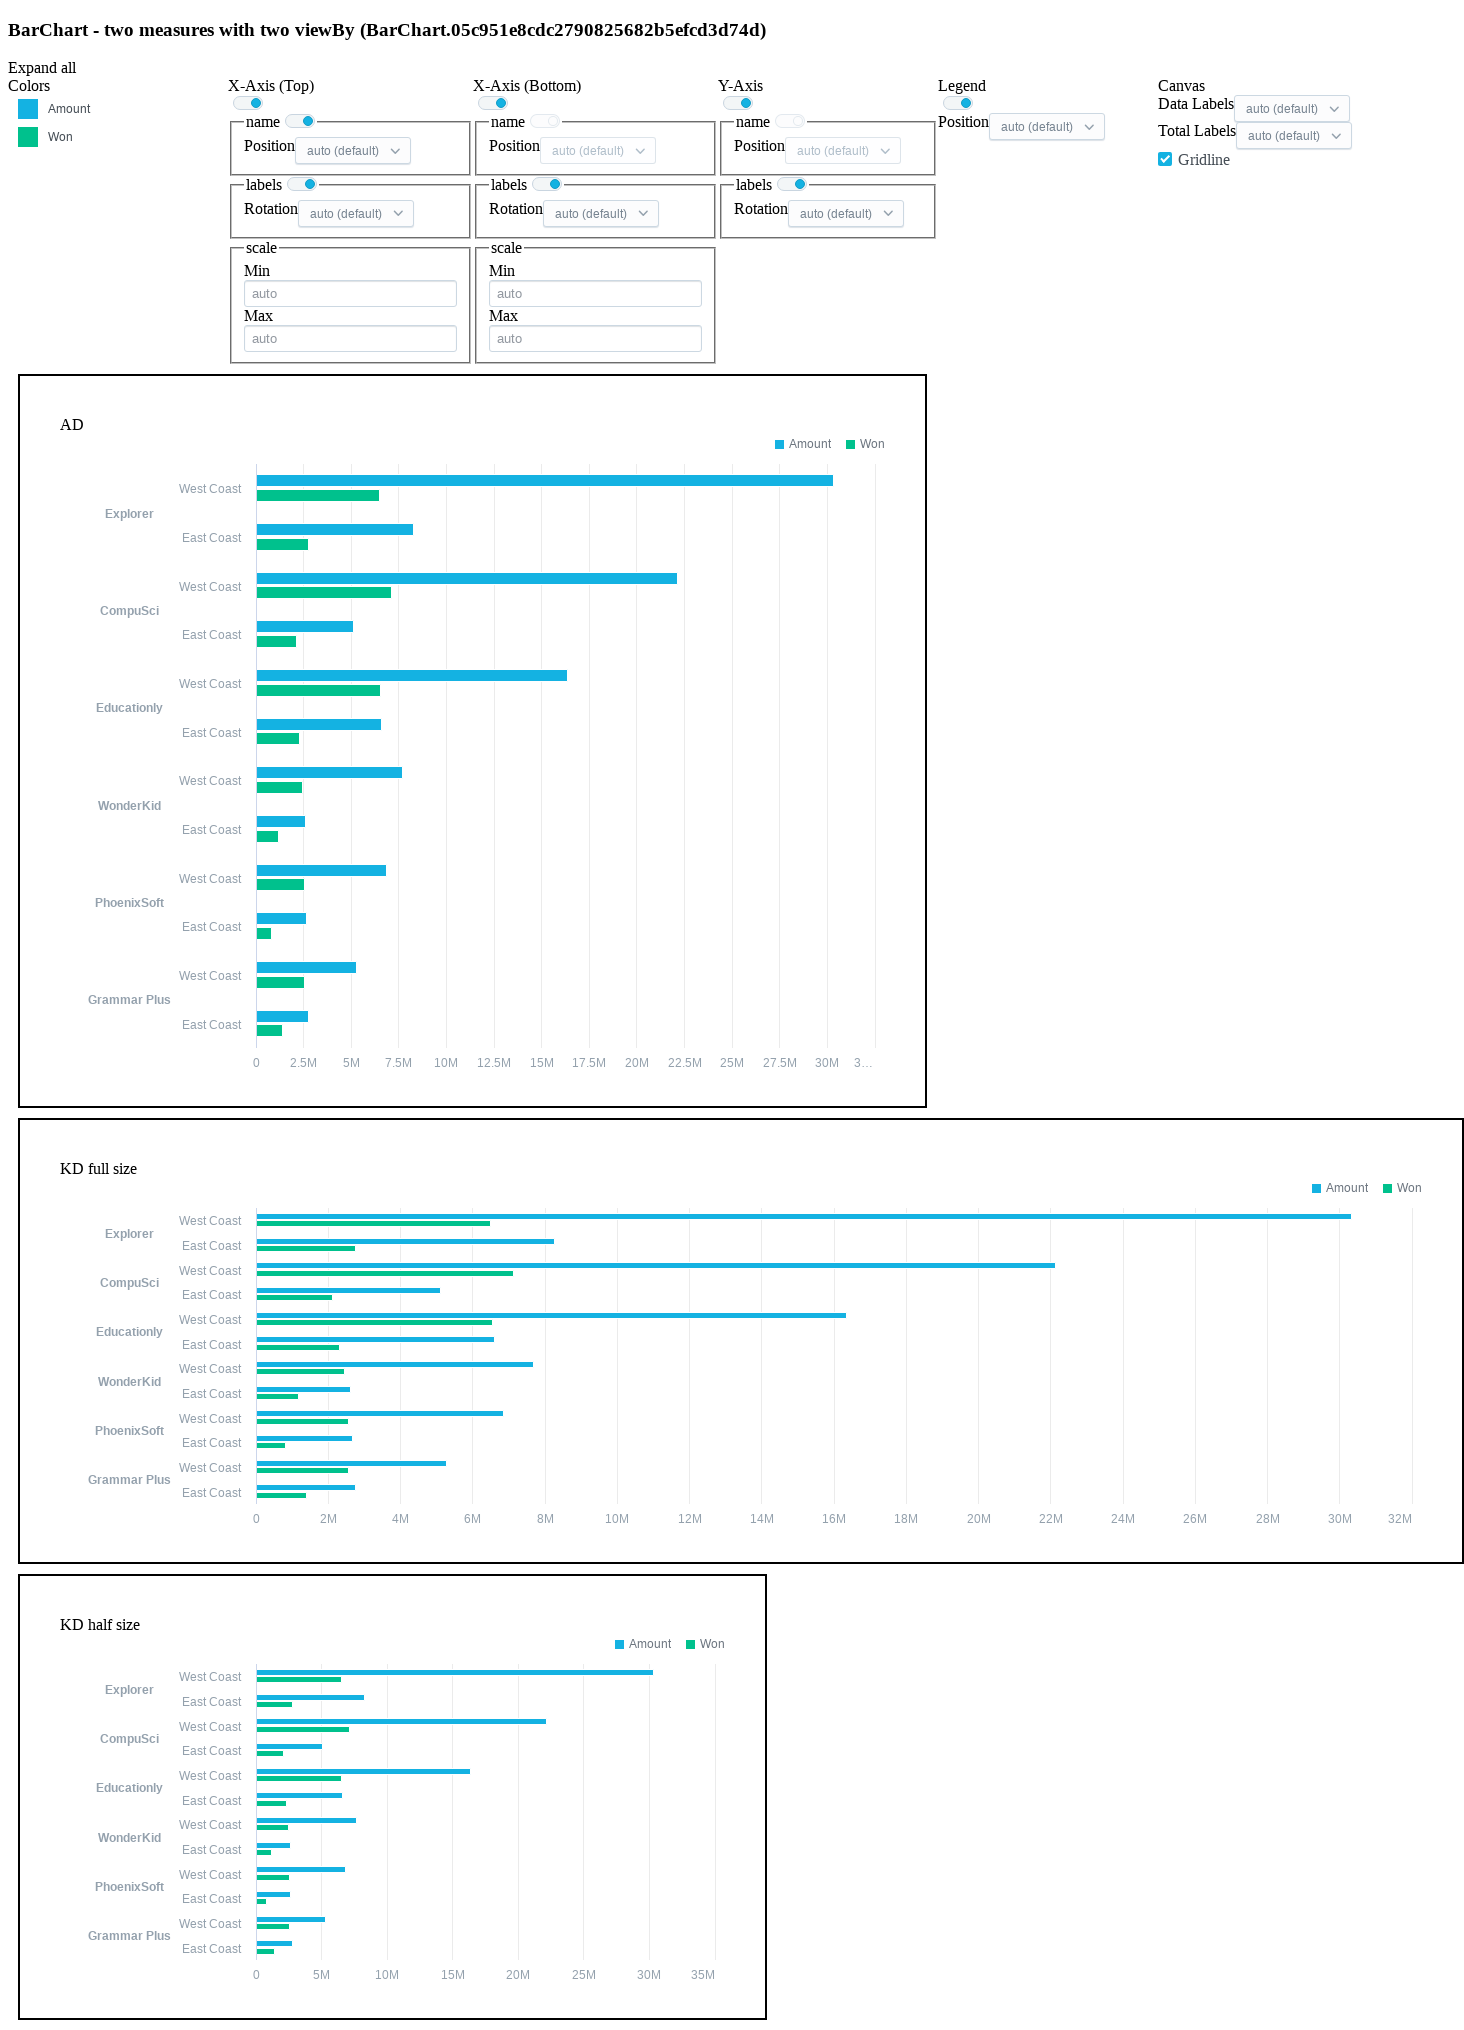 BarChart - two measures with two viewBy (BarChart.05c951e8cdc2790825682b5efcd3d74d)
Expand all
Colors
Amount
Won
X-Axis (Top)
name
Position auto (default)
labels
Rotation auto (default)
scale
Min
auto
Max
auto
X-Axis (Bottom)
name
Position auto (default)
labels
Rotation auto (default)
scale
Min
auto
Max
auto
Y-Axis
name
Position auto (default)
labels
Rotation auto (default)
Legend
Position auto (default)
Canvas
Data Labels auto (default)
Total Labels auto (default)
Gridline
AD
Amount Won
Explorer
West Coast
East Coast
CompuSci
West Coast
East Coast
Educationly
West Coast
East Coast
WonderKid
West Coast
East Coast
PhoenixSoft
West Coast
East Coast
Grammar Plus
West Coast
East Coast
0 2.5M 5M 7.5M 10M 12.5M 15M 17.5M 20M 22.5M 25M 27.5M 30M 3…
KD full size
Amount Won
Explorer
West Coast
East Coast
CompuSci
West Coast
East Coast
Educationly
West Coast
East Coast
WonderKid
West Coast
East Coast
PhoenixSoft
West Coast
East Coast
Grammar Plus
West Coast
East Coast
0 2M 4M 6M 8M 10M 12M 14M 16M 18M 20M 22M 24M 26M 28M 30M 32M
KD half size
Amount Won
Explorer
West Coast
East Coast
CompuSci
West Coast
East Coast
Educationly
West Coast
East Coast
WonderKid
West Coast
East Coast
PhoenixSoft
West Coast
East Coast
Grammar Plus
West Coast
East Coast
0 5M 10M 15M 20M 25M 30M 35M